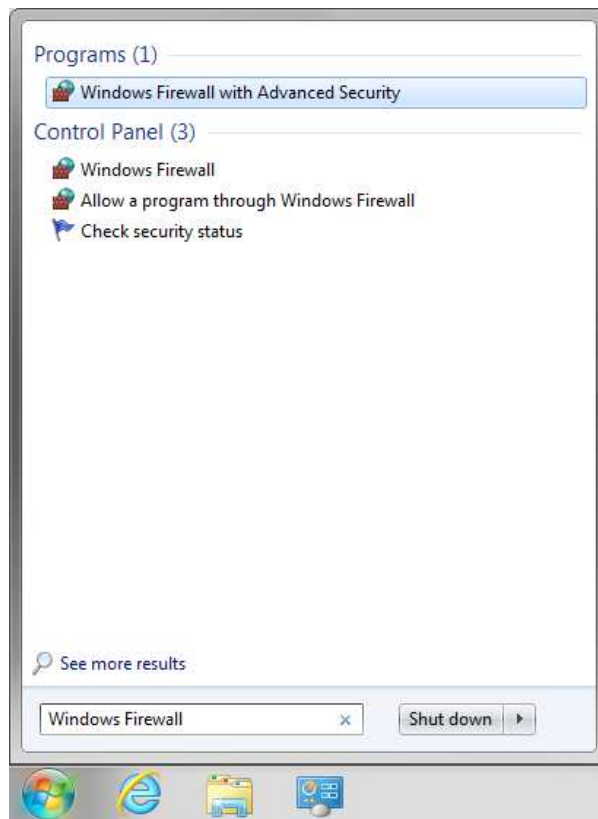 Programs (1)
Windows Firewall with Advanced Security
Control Panel (3)
Windows Firewall
Allow a program through Windows Firewall
Check security status
See more results
Windows Firewall
Shut down